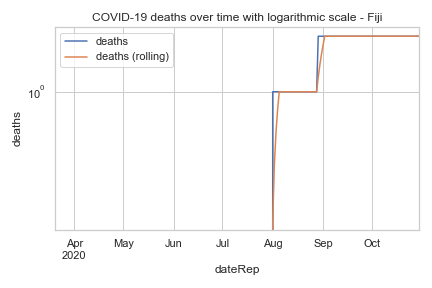 COVID-19 deaths over time with logarithmic scale - Fiji
deaths
deaths (rolling)
10⁰
deaths
Apr May Jun Jul Aug Sep Oct
2020
dateRep